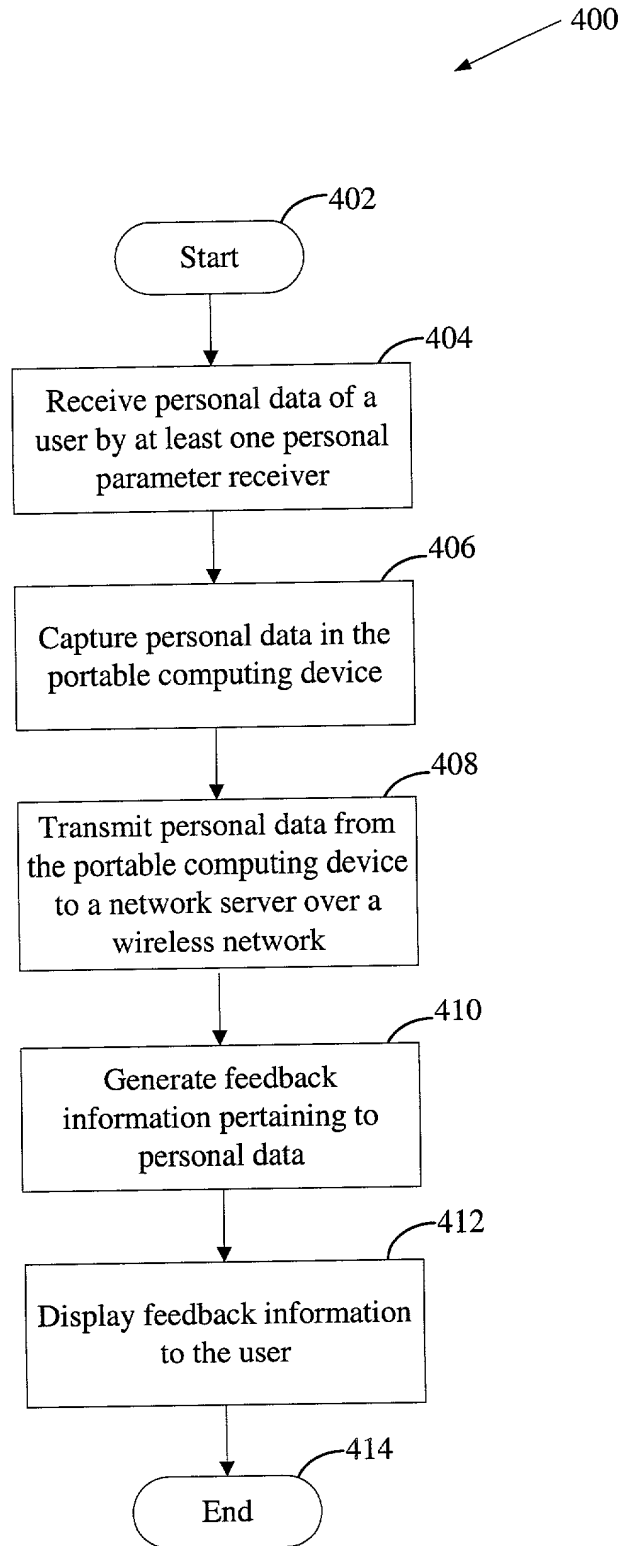 400
402
Start
404
Receive personal data of a
user by at least one personal
parameter receiver
406
Capture personal data in the
portable computing device
408
Transmit personal data from
the portable computing device
to a network server over a
wireless network
410
Generate feedback
information pertaining to
personal data
412
Display feedback information
to the user
414
End